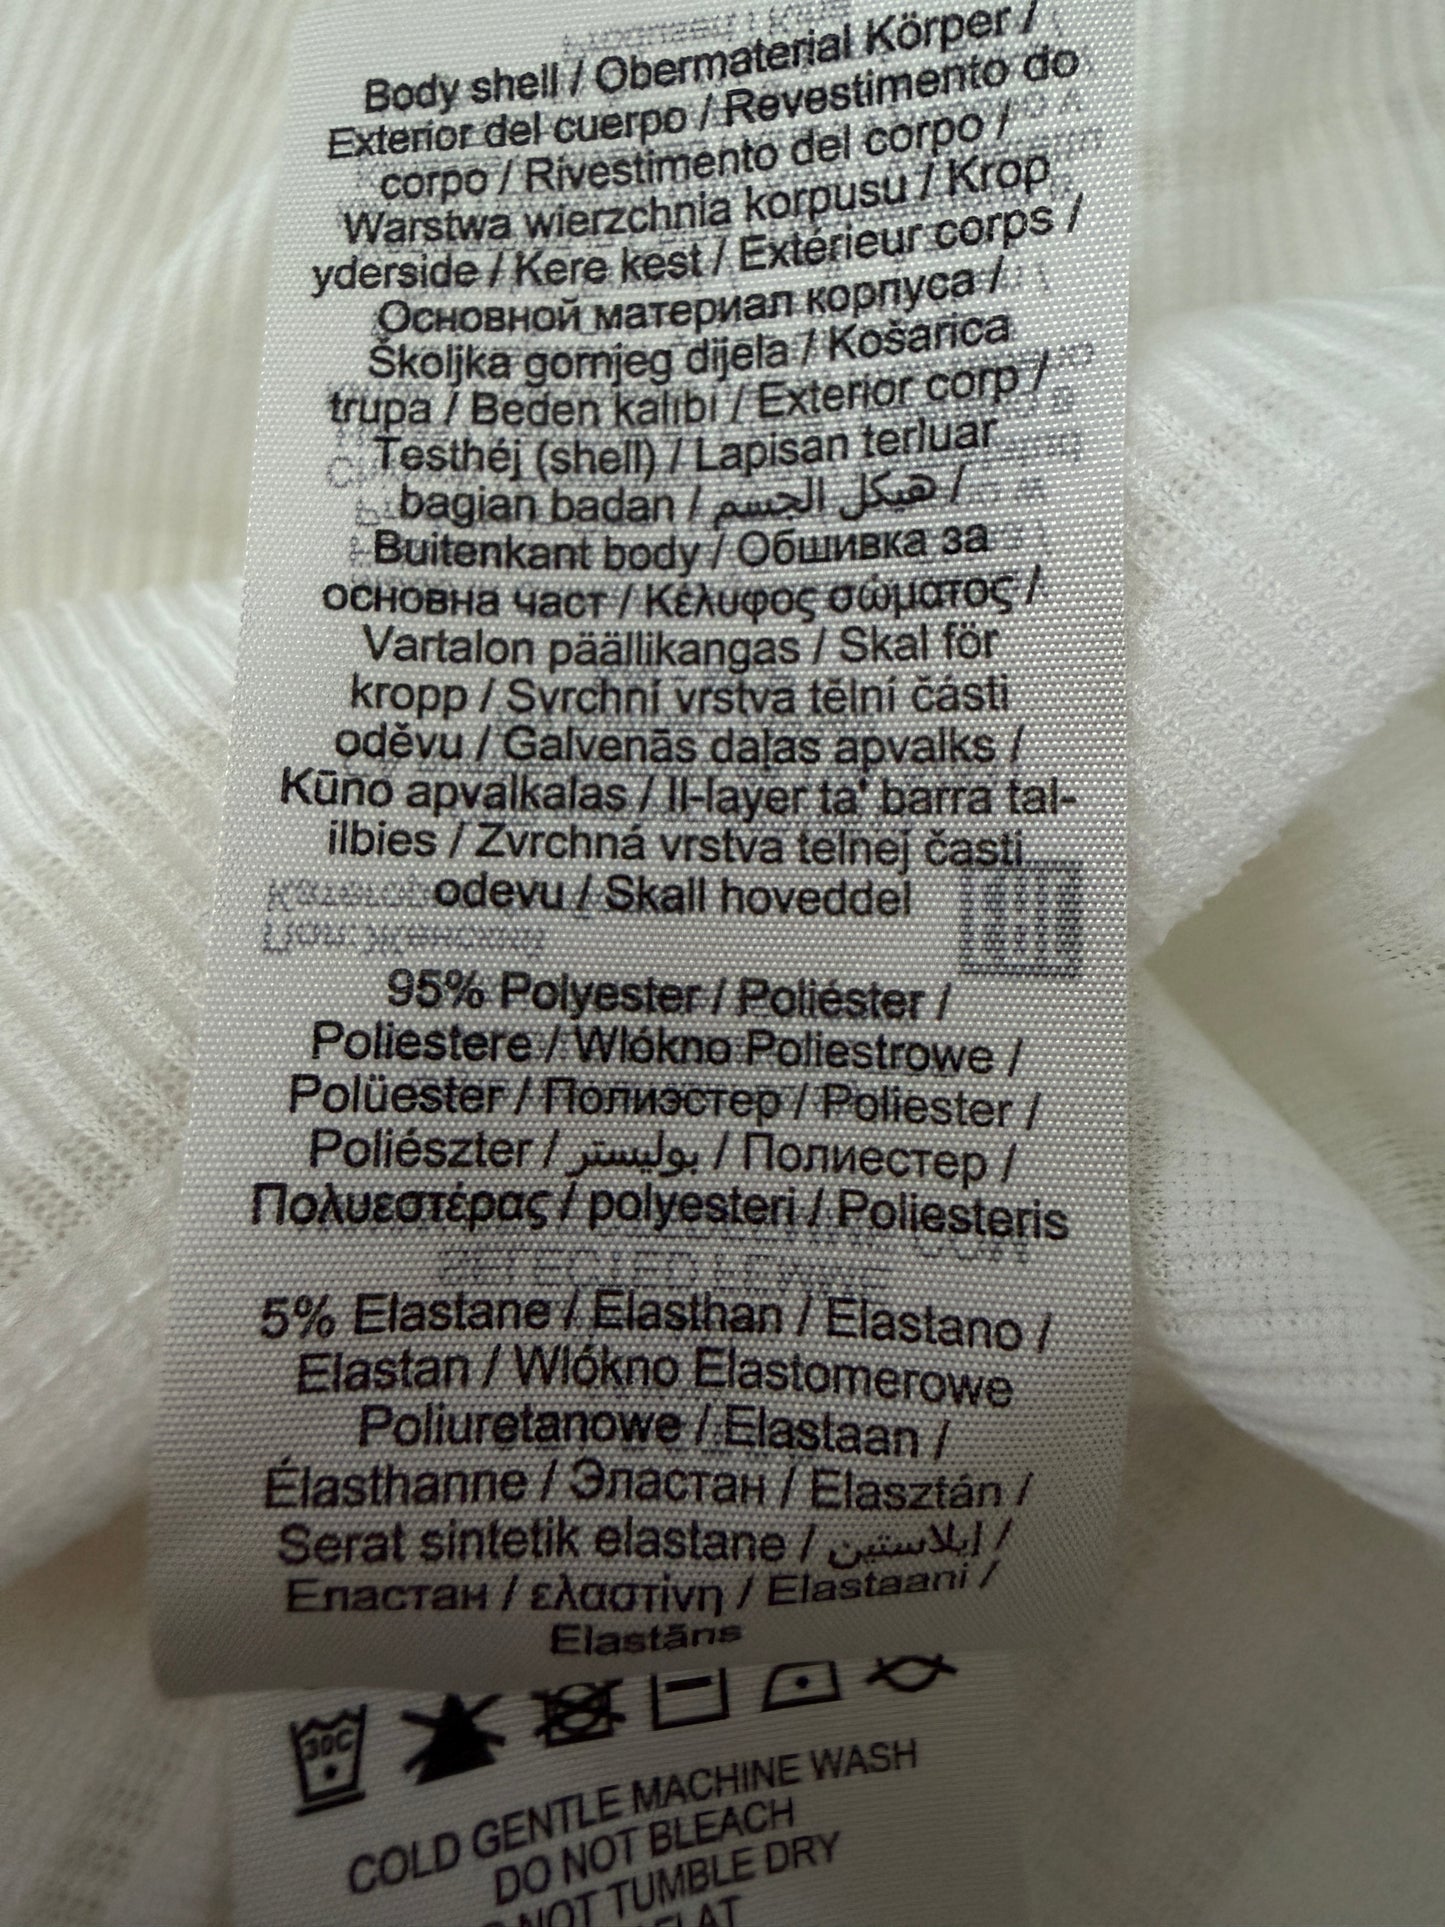 Body shell / Obermaterial Körper /
Exterior del cuerpo / Revestimento do
corpo / Rivestimento del corpo /
Warstwa wierzchnia korpusu / Krop
yderside / Kere kest / Extérieur corps /
Основной материал корпуса /
Školjka gornjeg dijela / Košarica
trupa / Beden kalıbı / Exterior corp /
Testhéj (shell) / Lapisan terluar
bagian badan / هيكل الجسم /
Buitenkant body / Обшивка за
основна част / Κέλυφος σώματος /
Vartalon päällikangas / Skal för
kropp / Svrchní vrstva tělní části
oděvu / Galvenās daļas apvalks /
Kūno apvalkalas / Il-layer ta' barra tal-
ilbies / Zvrchná vrstva telnej časti
odevu / Skall hoveddel
95% Polyester / Poliéster /
Poliestere / Wlókno Poliestrowe /
Polüester / Полиэстер / Poliester /
Poliészter / بوليستر / Полиестер /
Πολυεστέρας / polyesteri / Poliesteris
5% Elastane / Elasthan / Elastano /
Elastan / Wlókno Elastomerowe
Poliuretanowe / Elastaan /
Élasthanne / Эластан / Elasztán /
Serat sintetik elastane / إيلاستين /
Еластан / ελαστίνη / Elastaani /
Elastāns
30C
COLD GENTLE MACHINE WASH
DO NOT BLEACH
NOT TUMBLE DRY
FLAT